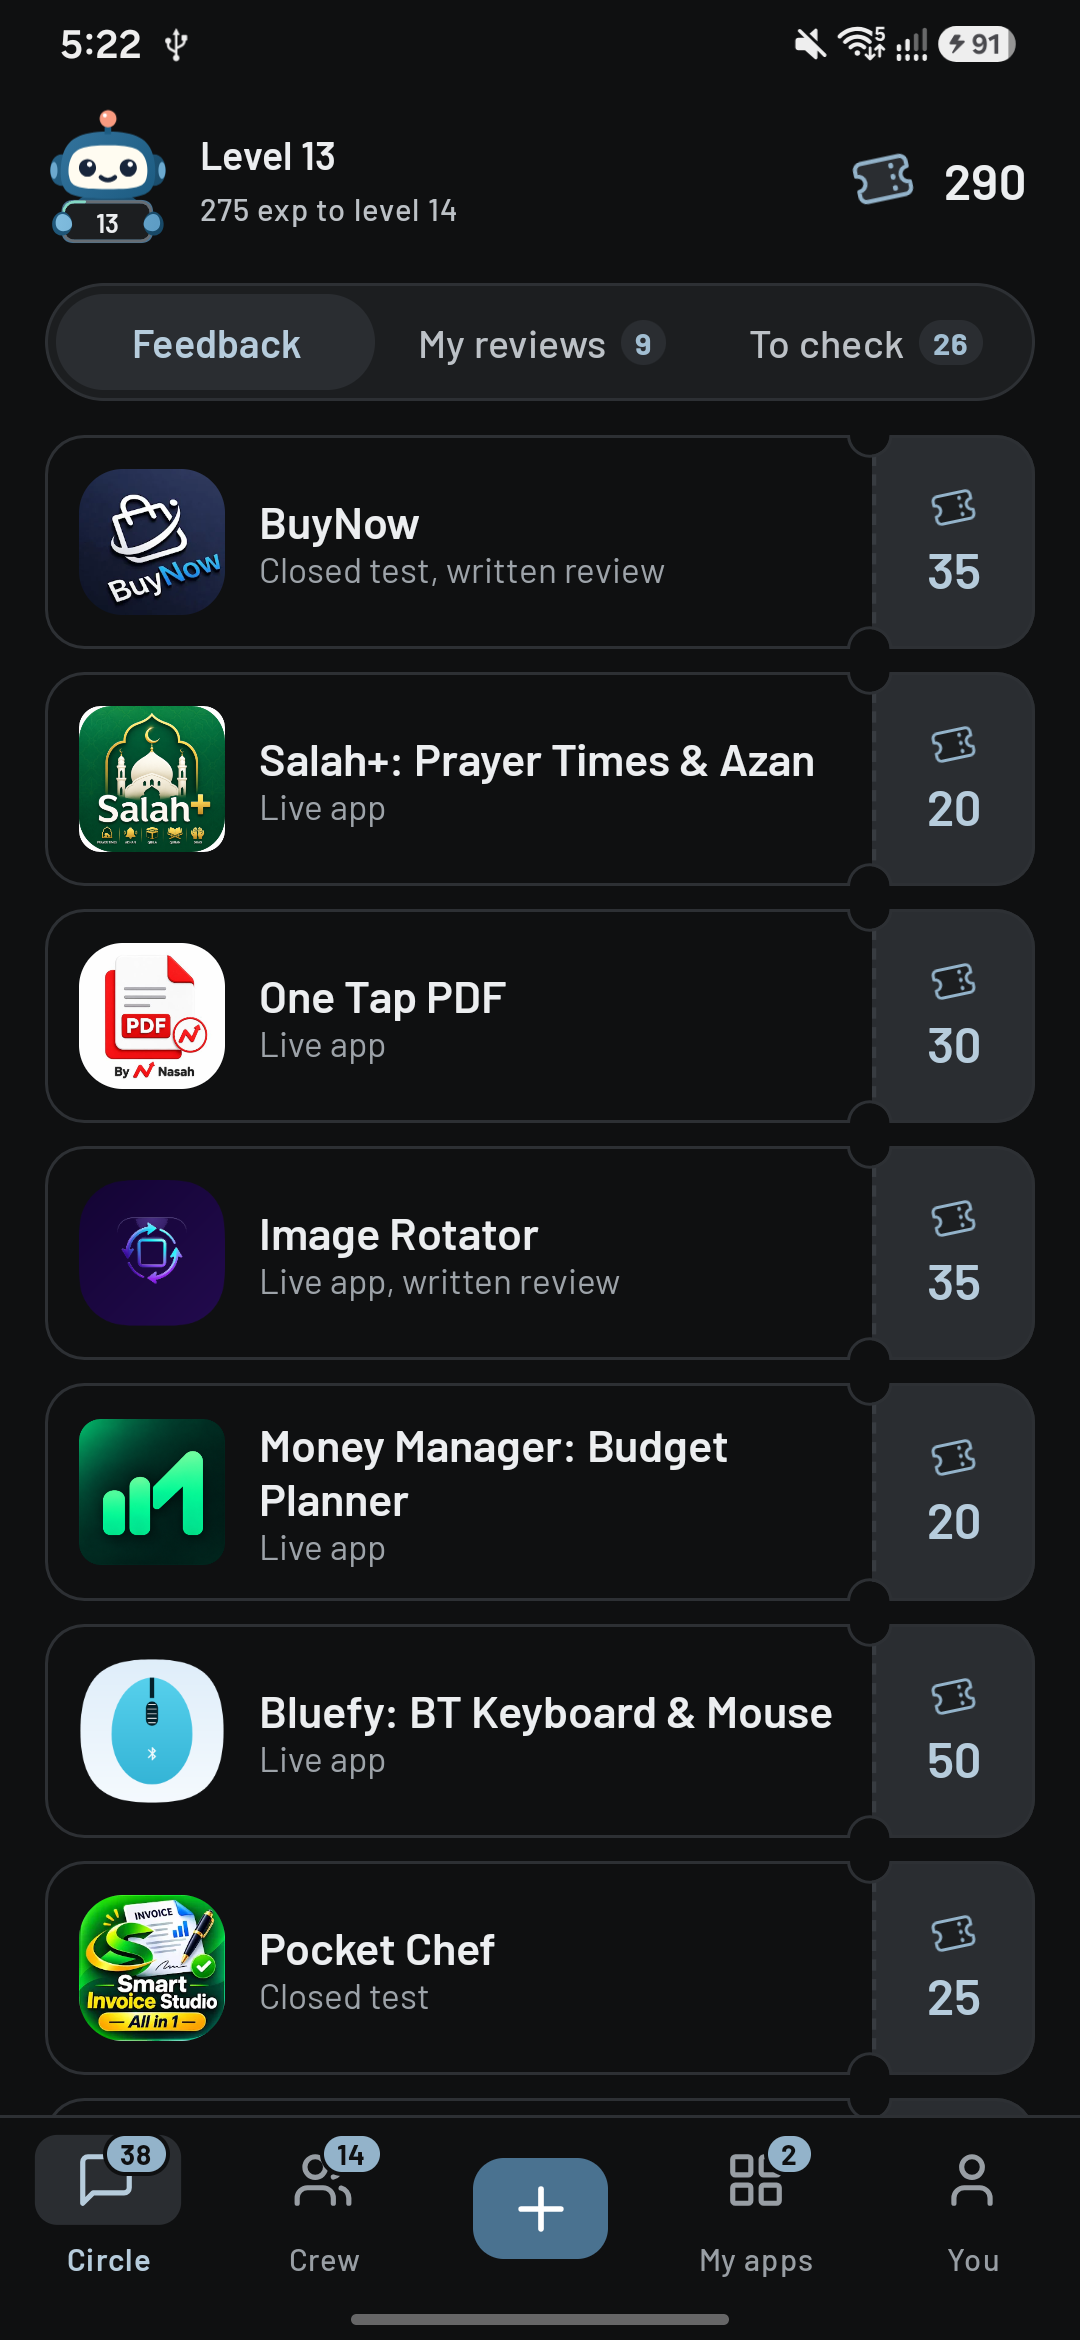 5:22
5
91
Level 13
275 exp to level 14
13
290
Feedback
My reviews 9
To check 26
BuyNow
BuyNow
Closed test, written review
35
Salah+
Salah+: Prayer Times & Azan
Live app
20
PDF
By Nasah
One Tap PDF
Live app
30
Image Rotator
Live app, written review
35
Money Manager: Budget
Planner
Live app
20
Bluefy: BT Keyboard & Mouse
Live app
50
INVOICE
Smart
Invoice Studio
All in 1
Pocket Chef
Closed test
25
38
14
2
Circle
Crew
My apps
You